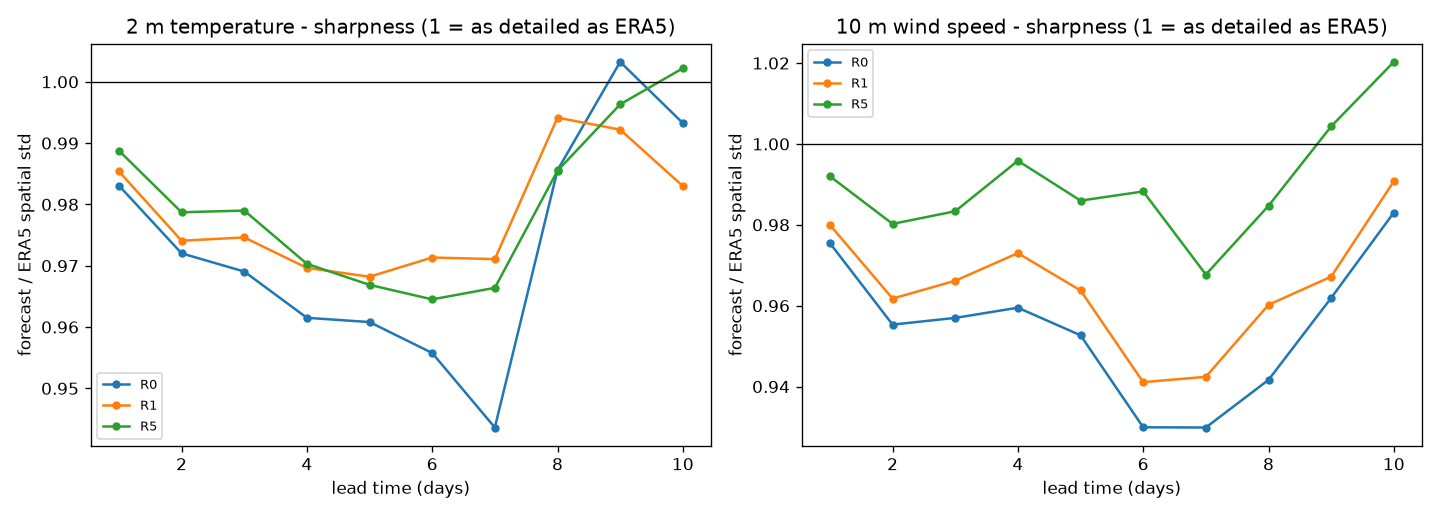 2 m temperature - sharpness (1 = as detailed as ERA5)
forecast / ERA5 spatial std
1.00
0.99
0.98
0.97
0.96
0.95
R0
R1
R5
2 4 6 8 10
lead time (days)
10 m wind speed - sharpness (1 = as detailed as ERA5)
forecast / ERA5 spatial std
1.02
1.00
0.98
0.96
0.94
R0
R1
R5
2 4 6 8 10
lead time (days)